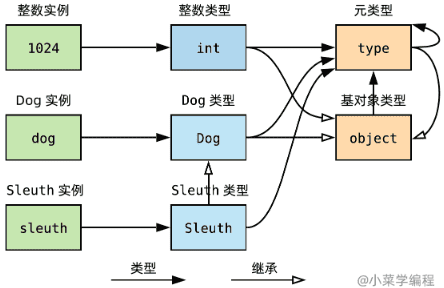 整数实例 整数类型 元类型
1024 int type
Dog 实例 Dog 类型 基对象类型
dog Dog object
Sleuth 实例 Sleuth 类型
sleuth Sleuth
类型 继承
@小菜学编程